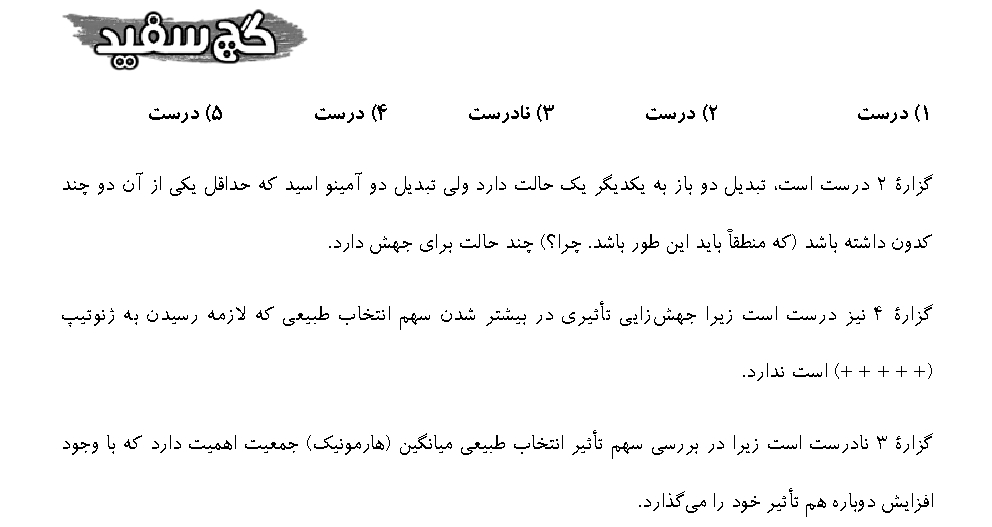 گچ سفید
۱) درست ۲) درست ۳) نادرست ۴) درست ۵) درست
گزارهٔ ۲ درست است، تبدیل دو باز به یکدیگر یک حالت دارد ولی تبدیل دو آمینو اسید که حداقل یکی از آن دو چند
کدون داشته باشد (که منطقاً باید این طور باشد. چرا؟) چند حالت برای جهش دارد.
گزارهٔ ۴ نیز درست است زیرا جهش‌زایی تأثیری در بیشتر شدن سهم انتخاب طبیعی که لازمه رسیدن به ژنوتیپ
(+ + + + +) است ندارد.
گزارهٔ ۳ نادرست است زیرا در بررسی سهم تأثیر انتخاب طبیعی میانگین (هارمونیک) جمعیت اهمیت دارد که با وجود
افزایش دوباره هم تأثیر خود را می‌گذارد.